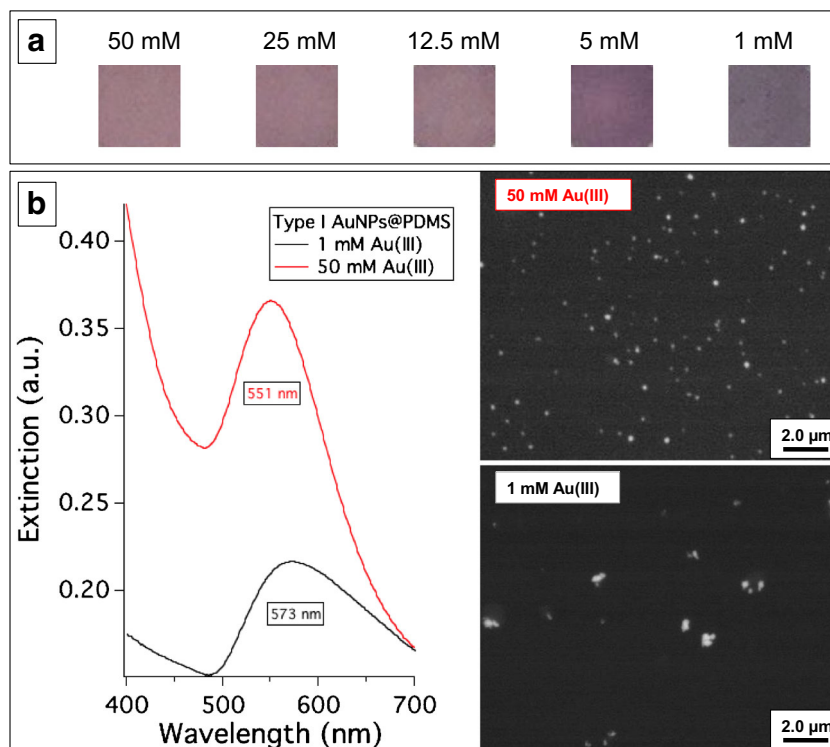 a
50 mM 25 mM 12.5 mM 5 mM 1 mM
b
Type I AuNPs@PDMS
1 mM Au(III)
50 mM Au(III)
0.40
0.35
0.30
0.25
0.20
Extinction (a.u.)
551 nm
573 nm
400 500 600 700
Wavelength (nm)
50 mM Au(III)
2.0 µm
1 mM Au(III)
2.0 µm